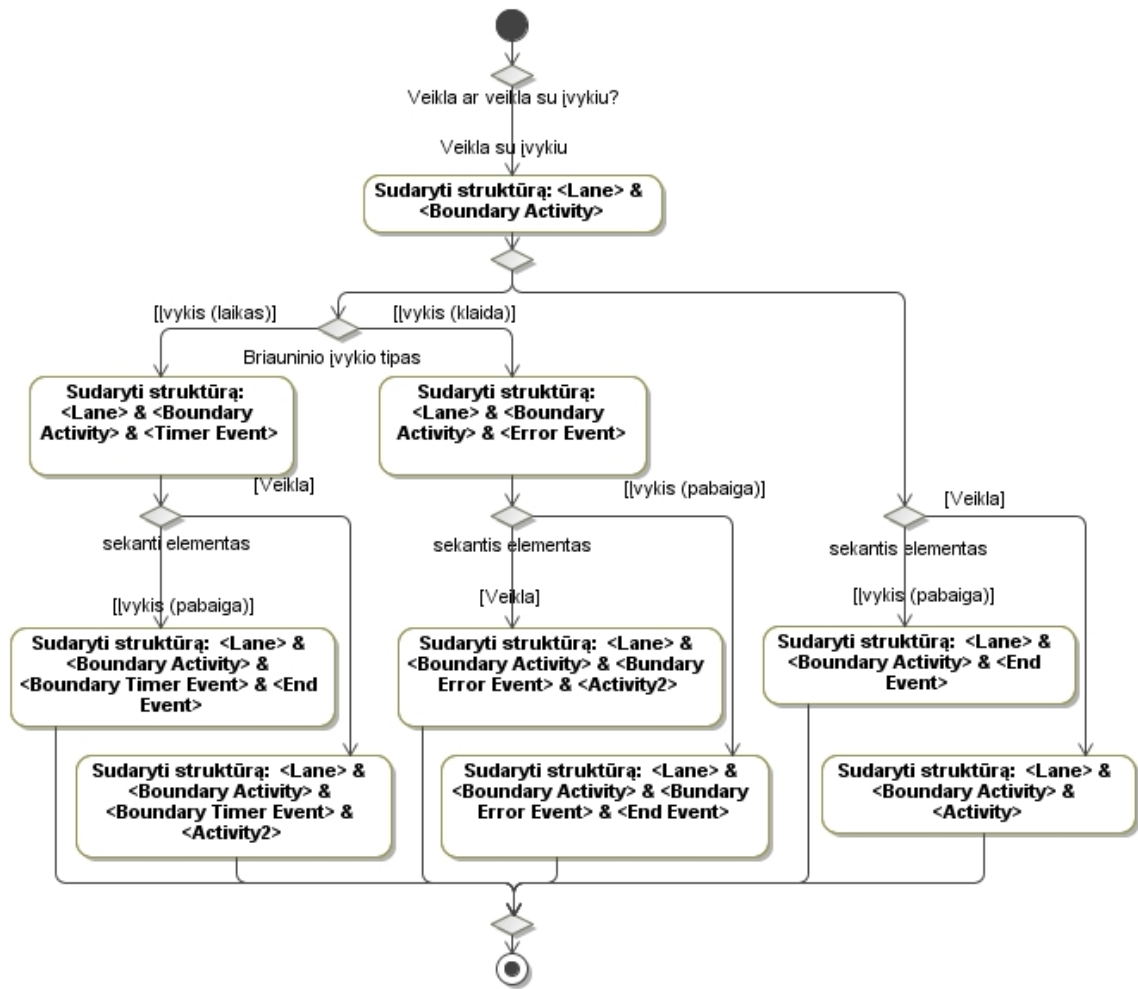 Veikla ar veikla su įvykiu?
Veikla su įvykiu
Sudaryti struktūrą: <Lane> &
<Boundary Activity>
[Įvykis (laikas)]
[Įvykis (klaida)]
Briauninio įvykio tipas
Sudaryti struktūrą:
<Lane> & <Boundary
Activity> & <Timer Event>
Sudaryti struktūrą:
<Lane> & <Boundary
Activity> & <Error Event>
[Veikla]
[Įvykis (pabaiga)]
[Veikla]
sekanti elementas
sekantis elementas
sekantis elementas
[Įvykis (pabaiga)]
[Veikla]
[Įvykis (pabaiga)]
Sudaryti struktūrą: <Lane> &
<Boundary Activity> &
<Boundary Timer Event> & <End
Event>
Sudaryti struktūrą: <Lane> &
<Boundary Activity> & <Bundary
Error Event> & <Activity2>
Sudaryti struktūrą: <Lane> &
<Boundary Activity> & <End
Event>
Sudaryti struktūrą: <Lane> &
<Boundary Activity> &
<Boundary Timer Event> &
<Activity2>
Sudaryti struktūrą: <Lane> &
<Boundary Activity> & <Bundary
Error Event> & <End Event>
Sudaryti struktūrą: <Lane> &
<Boundary Activity> &
<Activity>